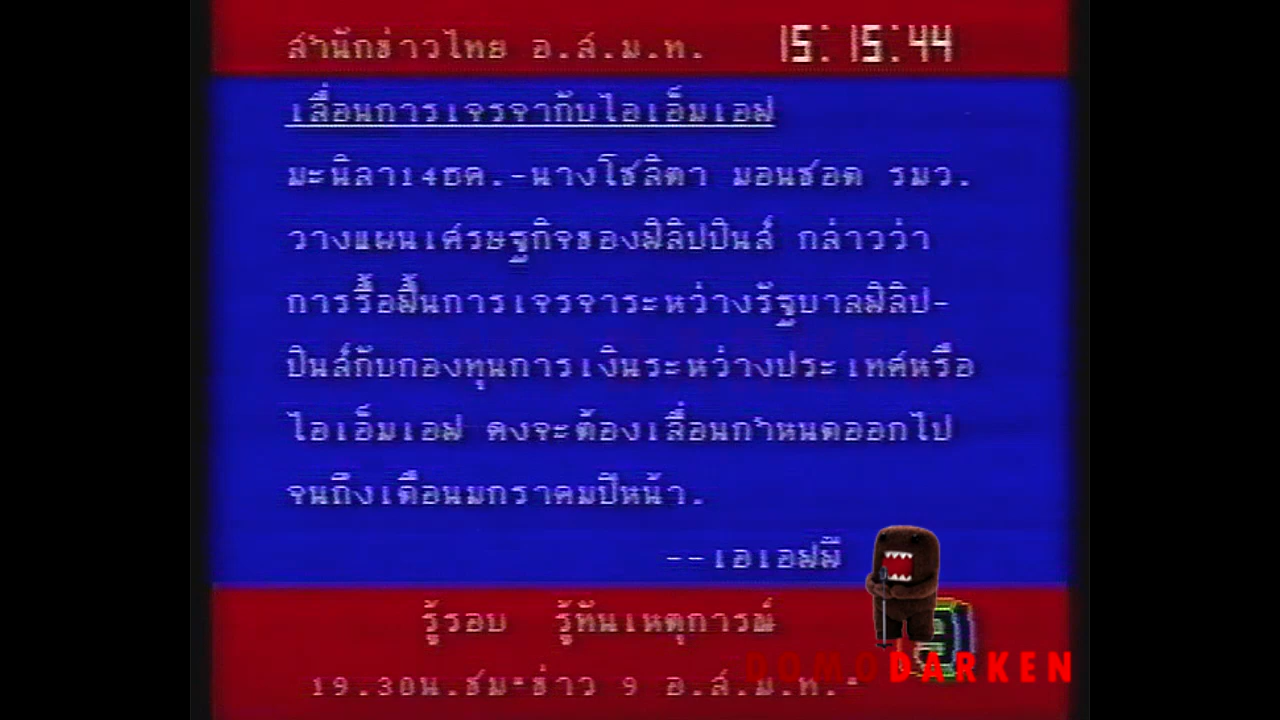 สำนักข่าวไทย อ.ส.ม.ท. 15:15:44
เลื่อนการเจรจากับไอเอ็มเอฟ
มะนิลา14ธค.-นางโซลิตา มอนซอด รมว.
วางแผนเศรษฐกิจของฟิลิปปินส์ กล่าวว่า
การรื้อฟื้นการเจรจาระหว่างรัฐบาลฟิลิป-
ปินส์กับกองทุนการเงินระหว่างประเทศหรือ
ไอเอ็มเอฟ คงจะต้องเลื่อนกำหนดออกไป
จนถึงเดือนมกราคมปีหน้า.
--เอเอฟพี
รู้รอบ รู้ทันเหตุการณ์
19.30น.ชม"ข่าว 9 อ.ส.ม.ท."
DOMODARKEN